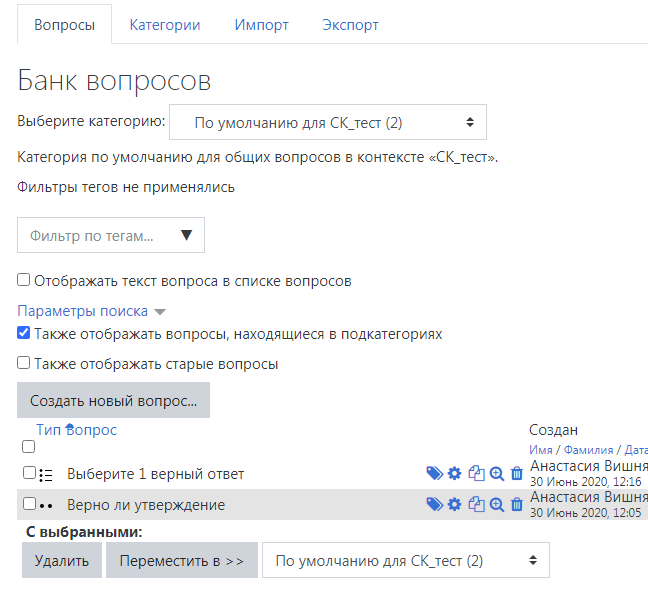 Вопросы Категории Импорт Экспорт
Банк вопросов
Выберите категорию: По умолчанию для СК_тест (2)
Категория по умолчанию для общих вопросов в контексте «СК_тест».
Фильтры тегов не применялись
Фильтр по тегам...
Отображать текст вопроса в списке вопросов
Параметры поиска
Также отображать вопросы, находящиеся в подкатегориях
Также отображать старые вопросы
Создать новый вопрос...
Тип Вопрос Создан
Имя / Фамилия / Дата
Выберите 1 верный ответ Анастасия Вишня
30 Июнь 2020, 12:16
Верно ли утверждение Анастасия Вишня
30 Июнь 2020, 12:05
С выбранными:
Удалить Переместить в >> По умолчанию для СК_тест (2)